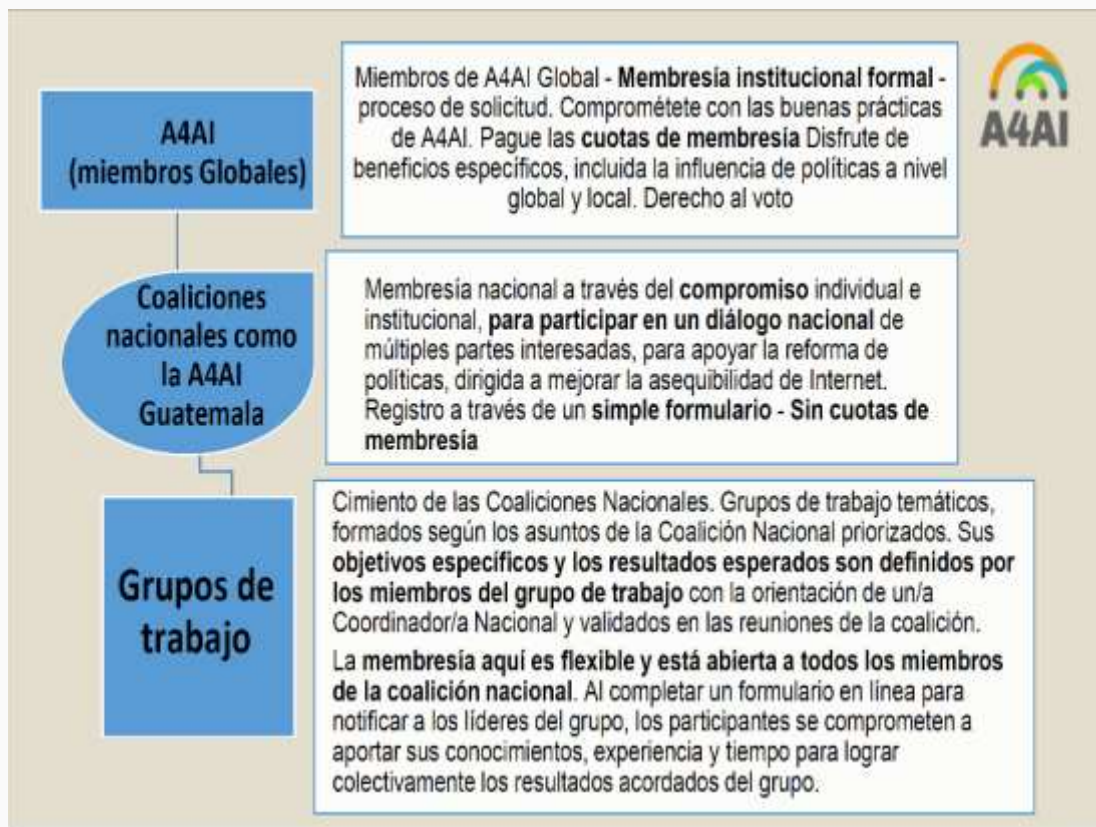 A4AI
(miembros Globales)
Miembros de A4AI Global - Membresía institucional formal -
proceso de solicitud. Comprométete con las buenas prácticas
de A4AI. Pague las cuotas de membresía Disfrute de
beneficios específicos, incluida la influencia de políticas a nivel
global y local. Derecho al voto
A4AI
Coaliciones
nacionales como
la A4AI
Guatemala
Membresía nacional a través del compromiso individual e
institucional, para participar en un diálogo nacional de
múltiples partes interesadas, para apoyar la reforma de
políticas, dirigida a mejorar la asequibilidad de Internet.
Registro a través de un simple formulario - Sin cuotas de
membresía
Grupos de
trabajo
Cimiento de las Coaliciones Nacionales. Grupos de trabajo temáticos,
formados según los asuntos de la Coalición Nacional priorizados. Sus
objetivos específicos y los resultados esperados son definidos por
los miembros del grupo de trabajo con la orientación de un/a
Coordinador/a Nacional y validados en las reuniones de la coalición.
La membresía aquí es flexible y está abierta a todos los miembros
de la coalición nacional. Al completar un formulario en línea para
notificar a los líderes del grupo, los participantes se comprometen a
aportar sus conocimientos, experiencia y tiempo para lograr
colectivamente los resultados acordados del grupo.